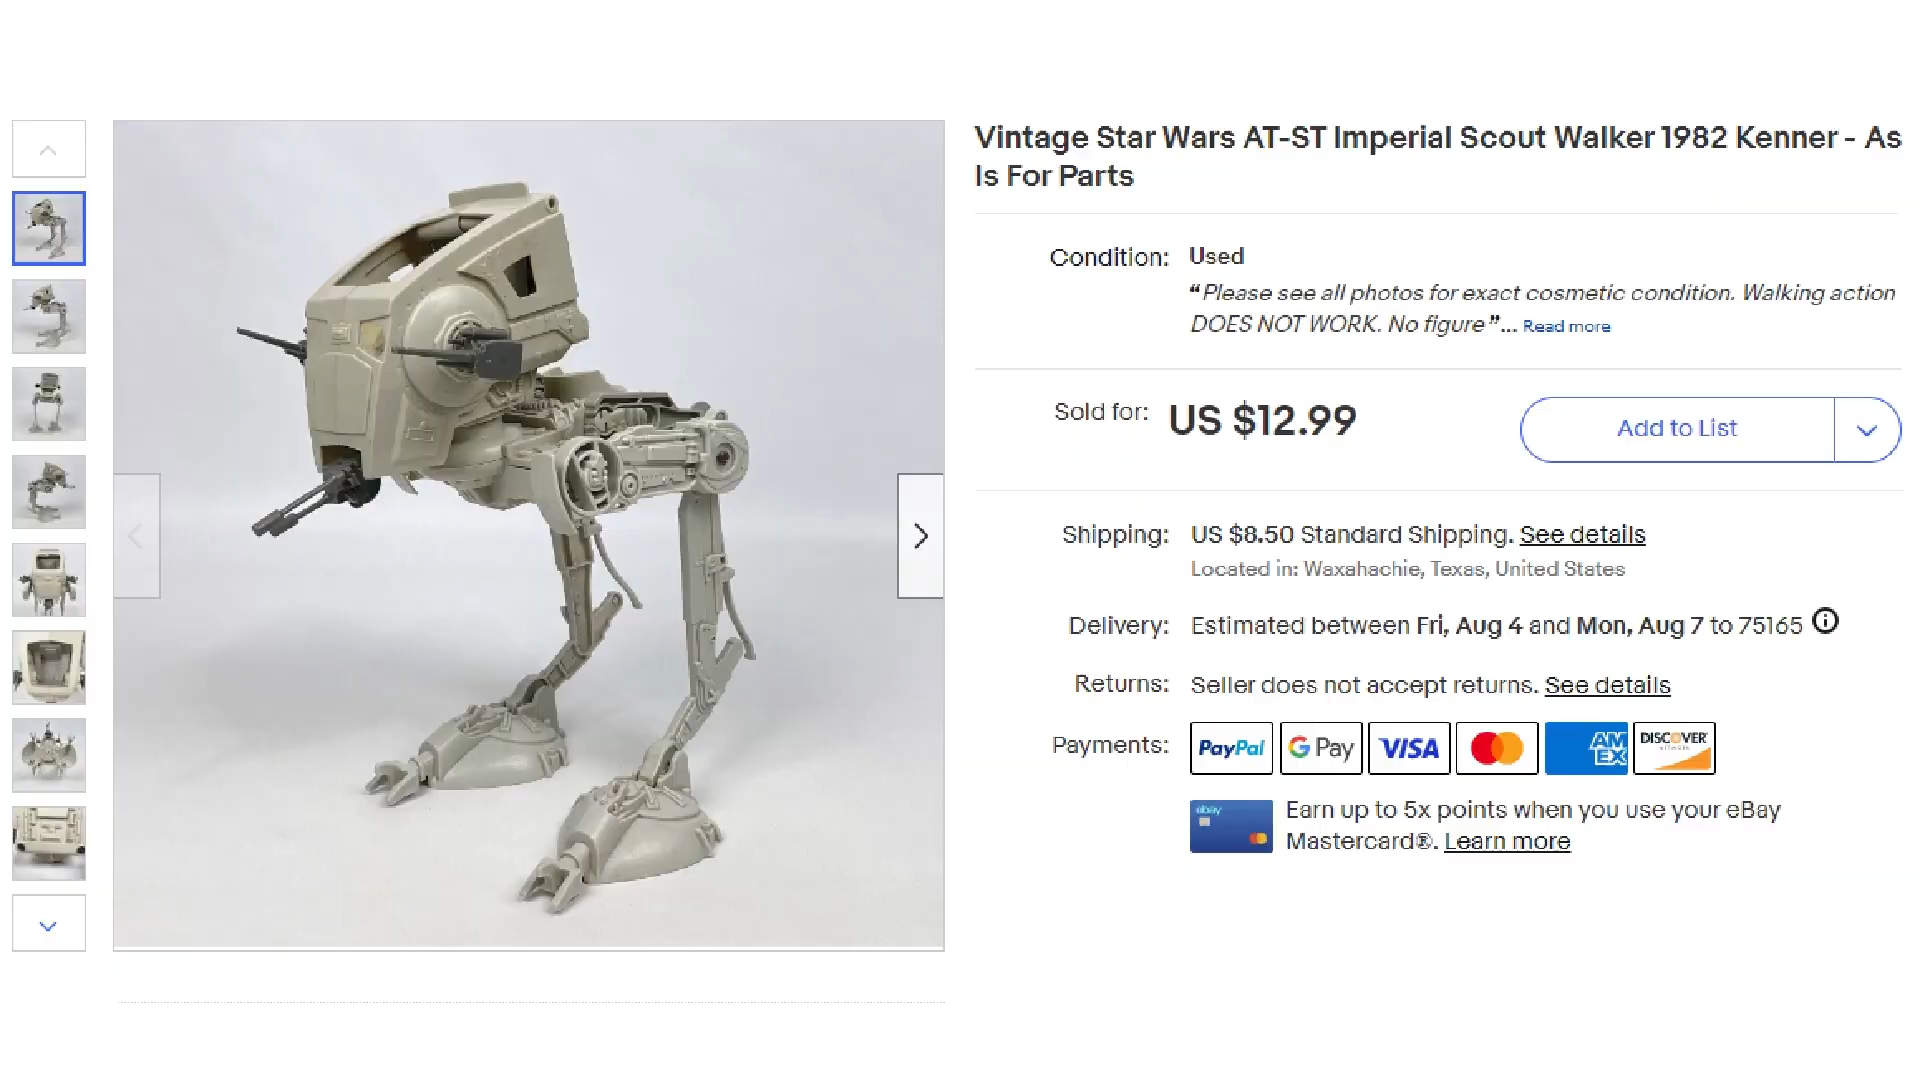 Vintage Star Wars AT-ST Imperial Scout Walker 1982 Kenner - As
Is For Parts
Condition: Used
“Please see all photos for exact cosmetic condition. Walking action
DOES NOT WORK. No figure”... Read more
Sold for: US $12.99
Add to List
Shipping: US $8.50 Standard Shipping. See details
Located in: Waxahachie, Texas, United States
Delivery: Estimated between Fri, Aug 4 and Mon, Aug 7 to 75165
Returns: Seller does not accept returns. See details
Payments: PayPal G Pay VISA AM EX DISCOVER
ebay
Earn up to 5x points when you use your eBay
Mastercard®. Learn more